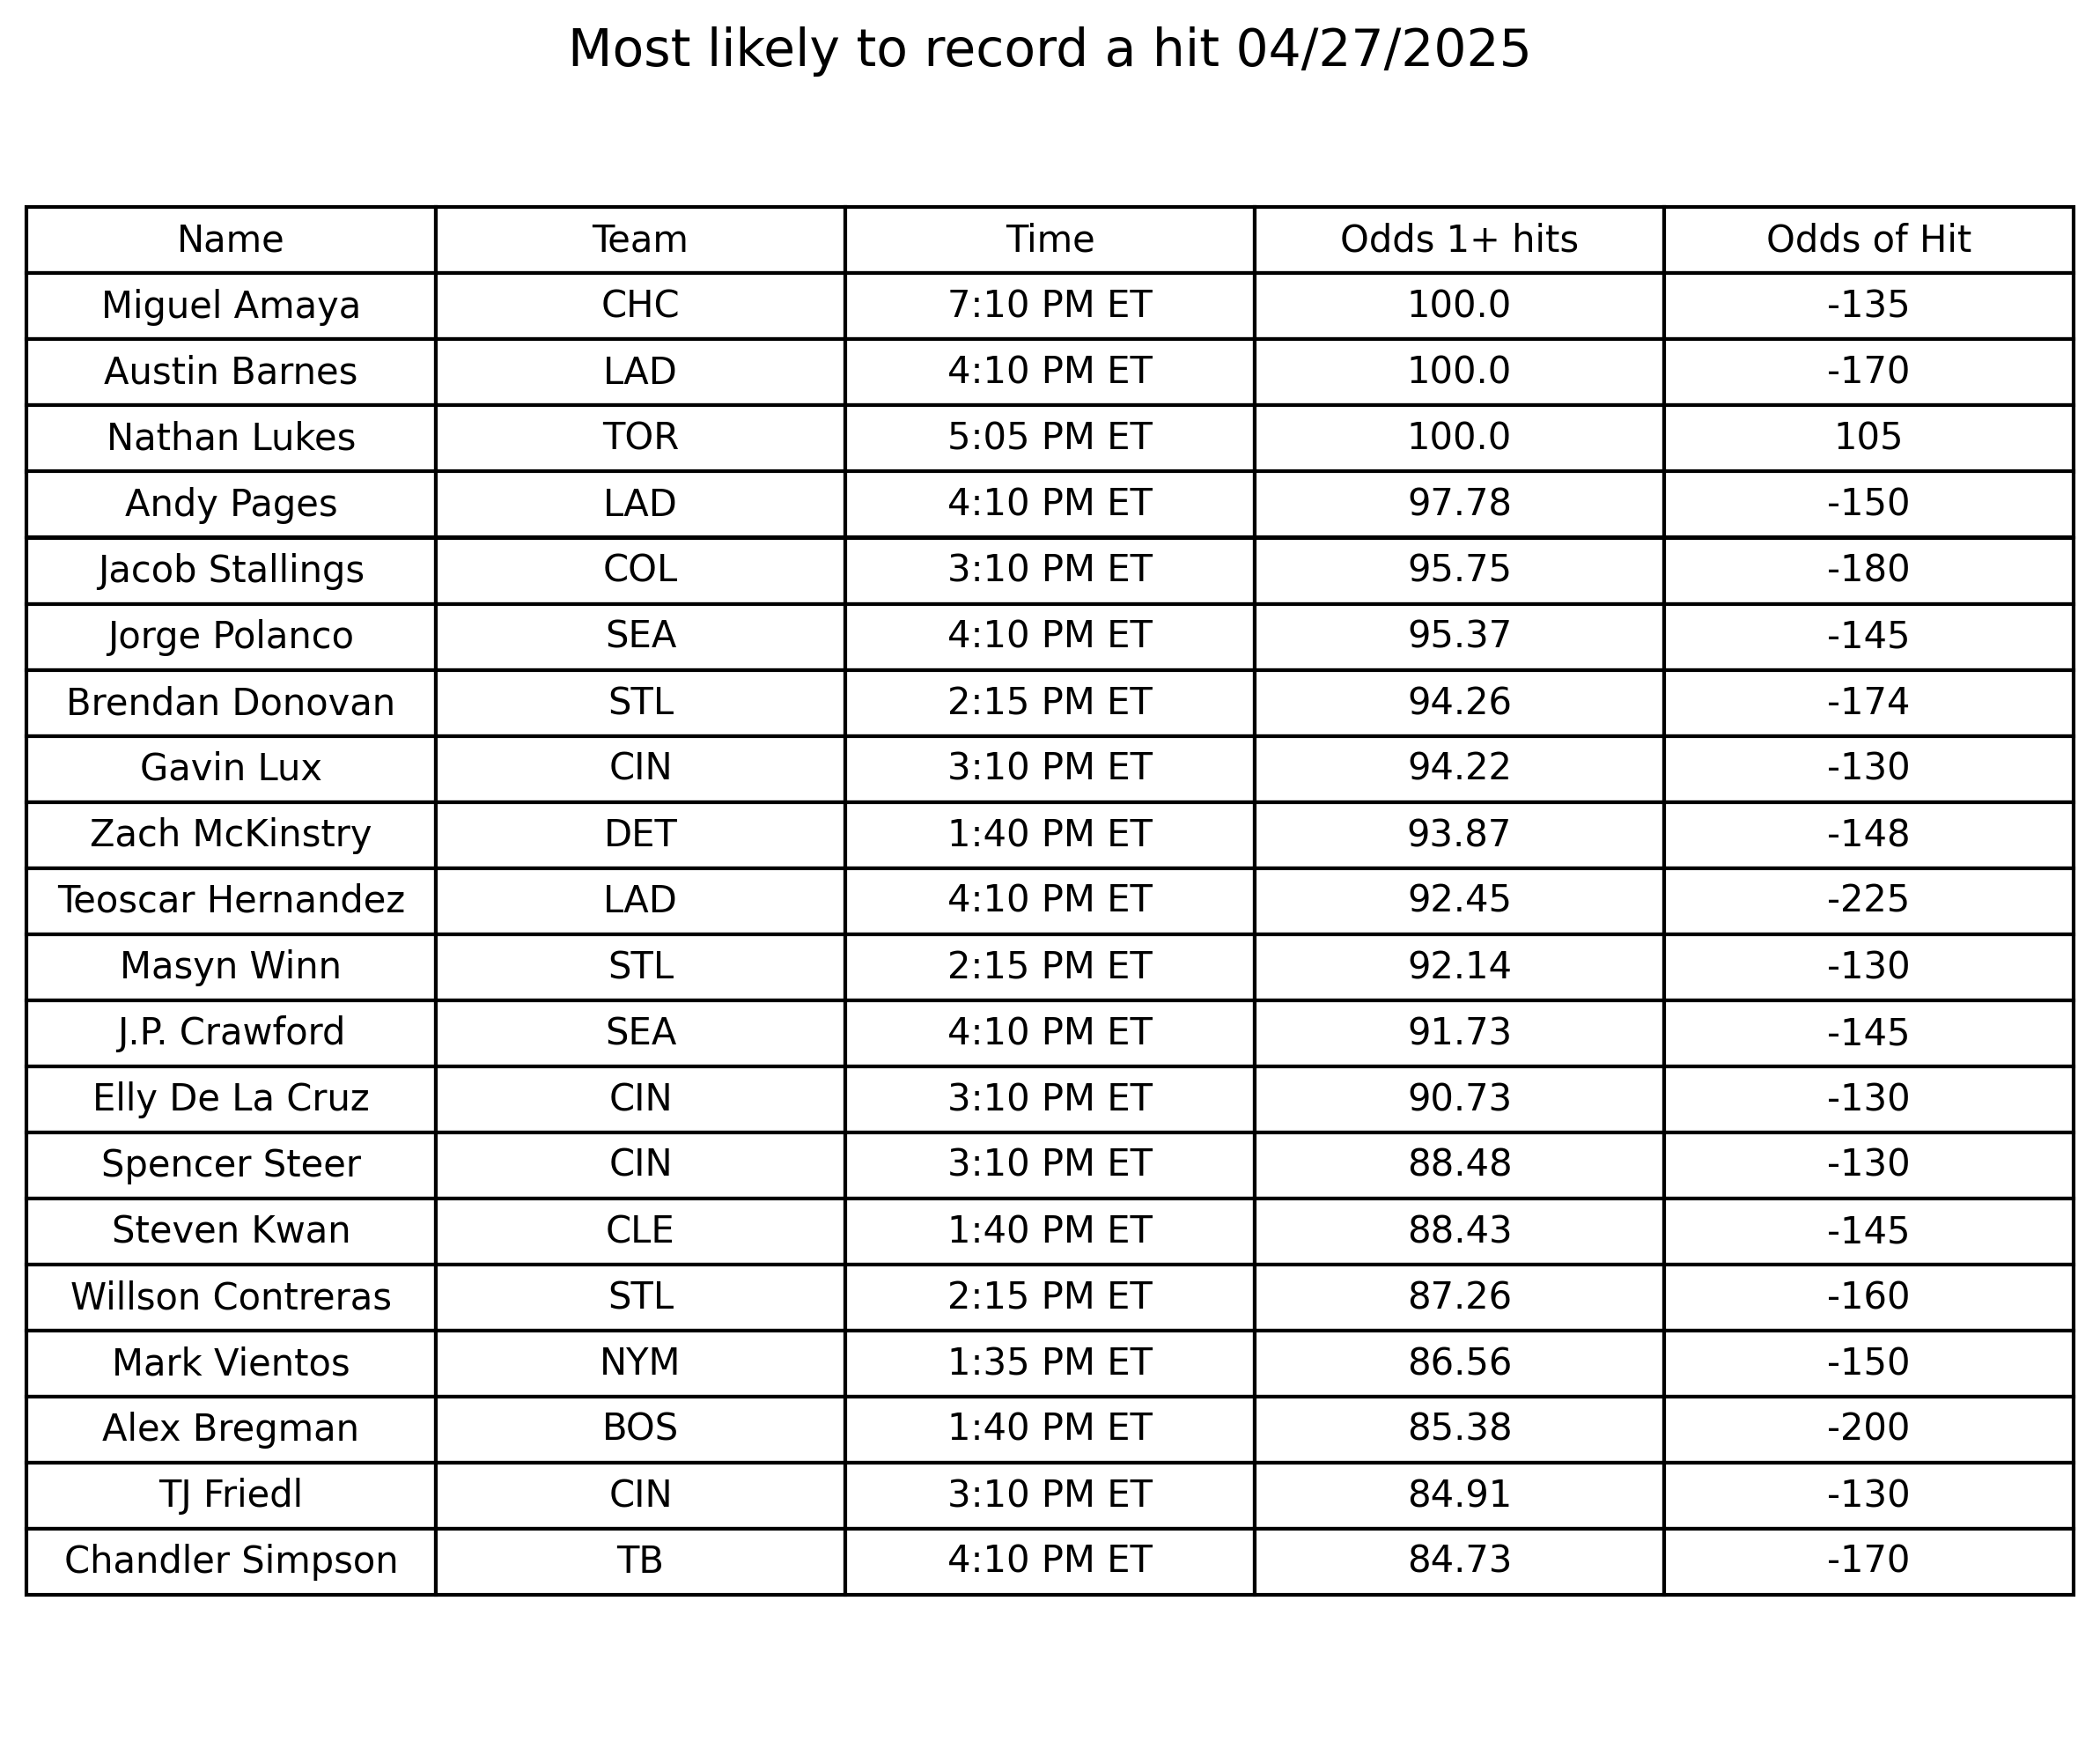 Most likely to record a hit 04/27/2025
Name Team Time Odds 1+ hits Odds of Hit
Miguel Amaya CHC 7:10 PM ET 100.0 -135
Austin Barnes LAD 4:10 PM ET 100.0 -170
Nathan Lukes TOR 5:05 PM ET 100.0 105
Andy Pages LAD 4:10 PM ET 97.78 -150
Jacob Stallings COL 3:10 PM ET 95.75 -180
Jorge Polanco SEA 4:10 PM ET 95.37 -145
Brendan Donovan STL 2:15 PM ET 94.26 -174
Gavin Lux CIN 3:10 PM ET 94.22 -130
Zach McKinstry DET 1:40 PM ET 93.87 -148
Teoscar Hernandez LAD 4:10 PM ET 92.45 -225
Masyn Winn STL 2:15 PM ET 92.14 -130
J.P. Crawford SEA 4:10 PM ET 91.73 -145
Elly De La Cruz CIN 3:10 PM ET 90.73 -130
Spencer Steer CIN 3:10 PM ET 88.48 -130
Steven Kwan CLE 1:40 PM ET 88.43 -145
Willson Contreras STL 2:15 PM ET 87.26 -160
Mark Vientos NYM 1:35 PM ET 86.56 -150
Alex Bregman BOS 1:40 PM ET 85.38 -200
TJ Friedl CIN 3:10 PM ET 84.91 -130
Chandler Simpson TB 4:10 PM ET 84.73 -170